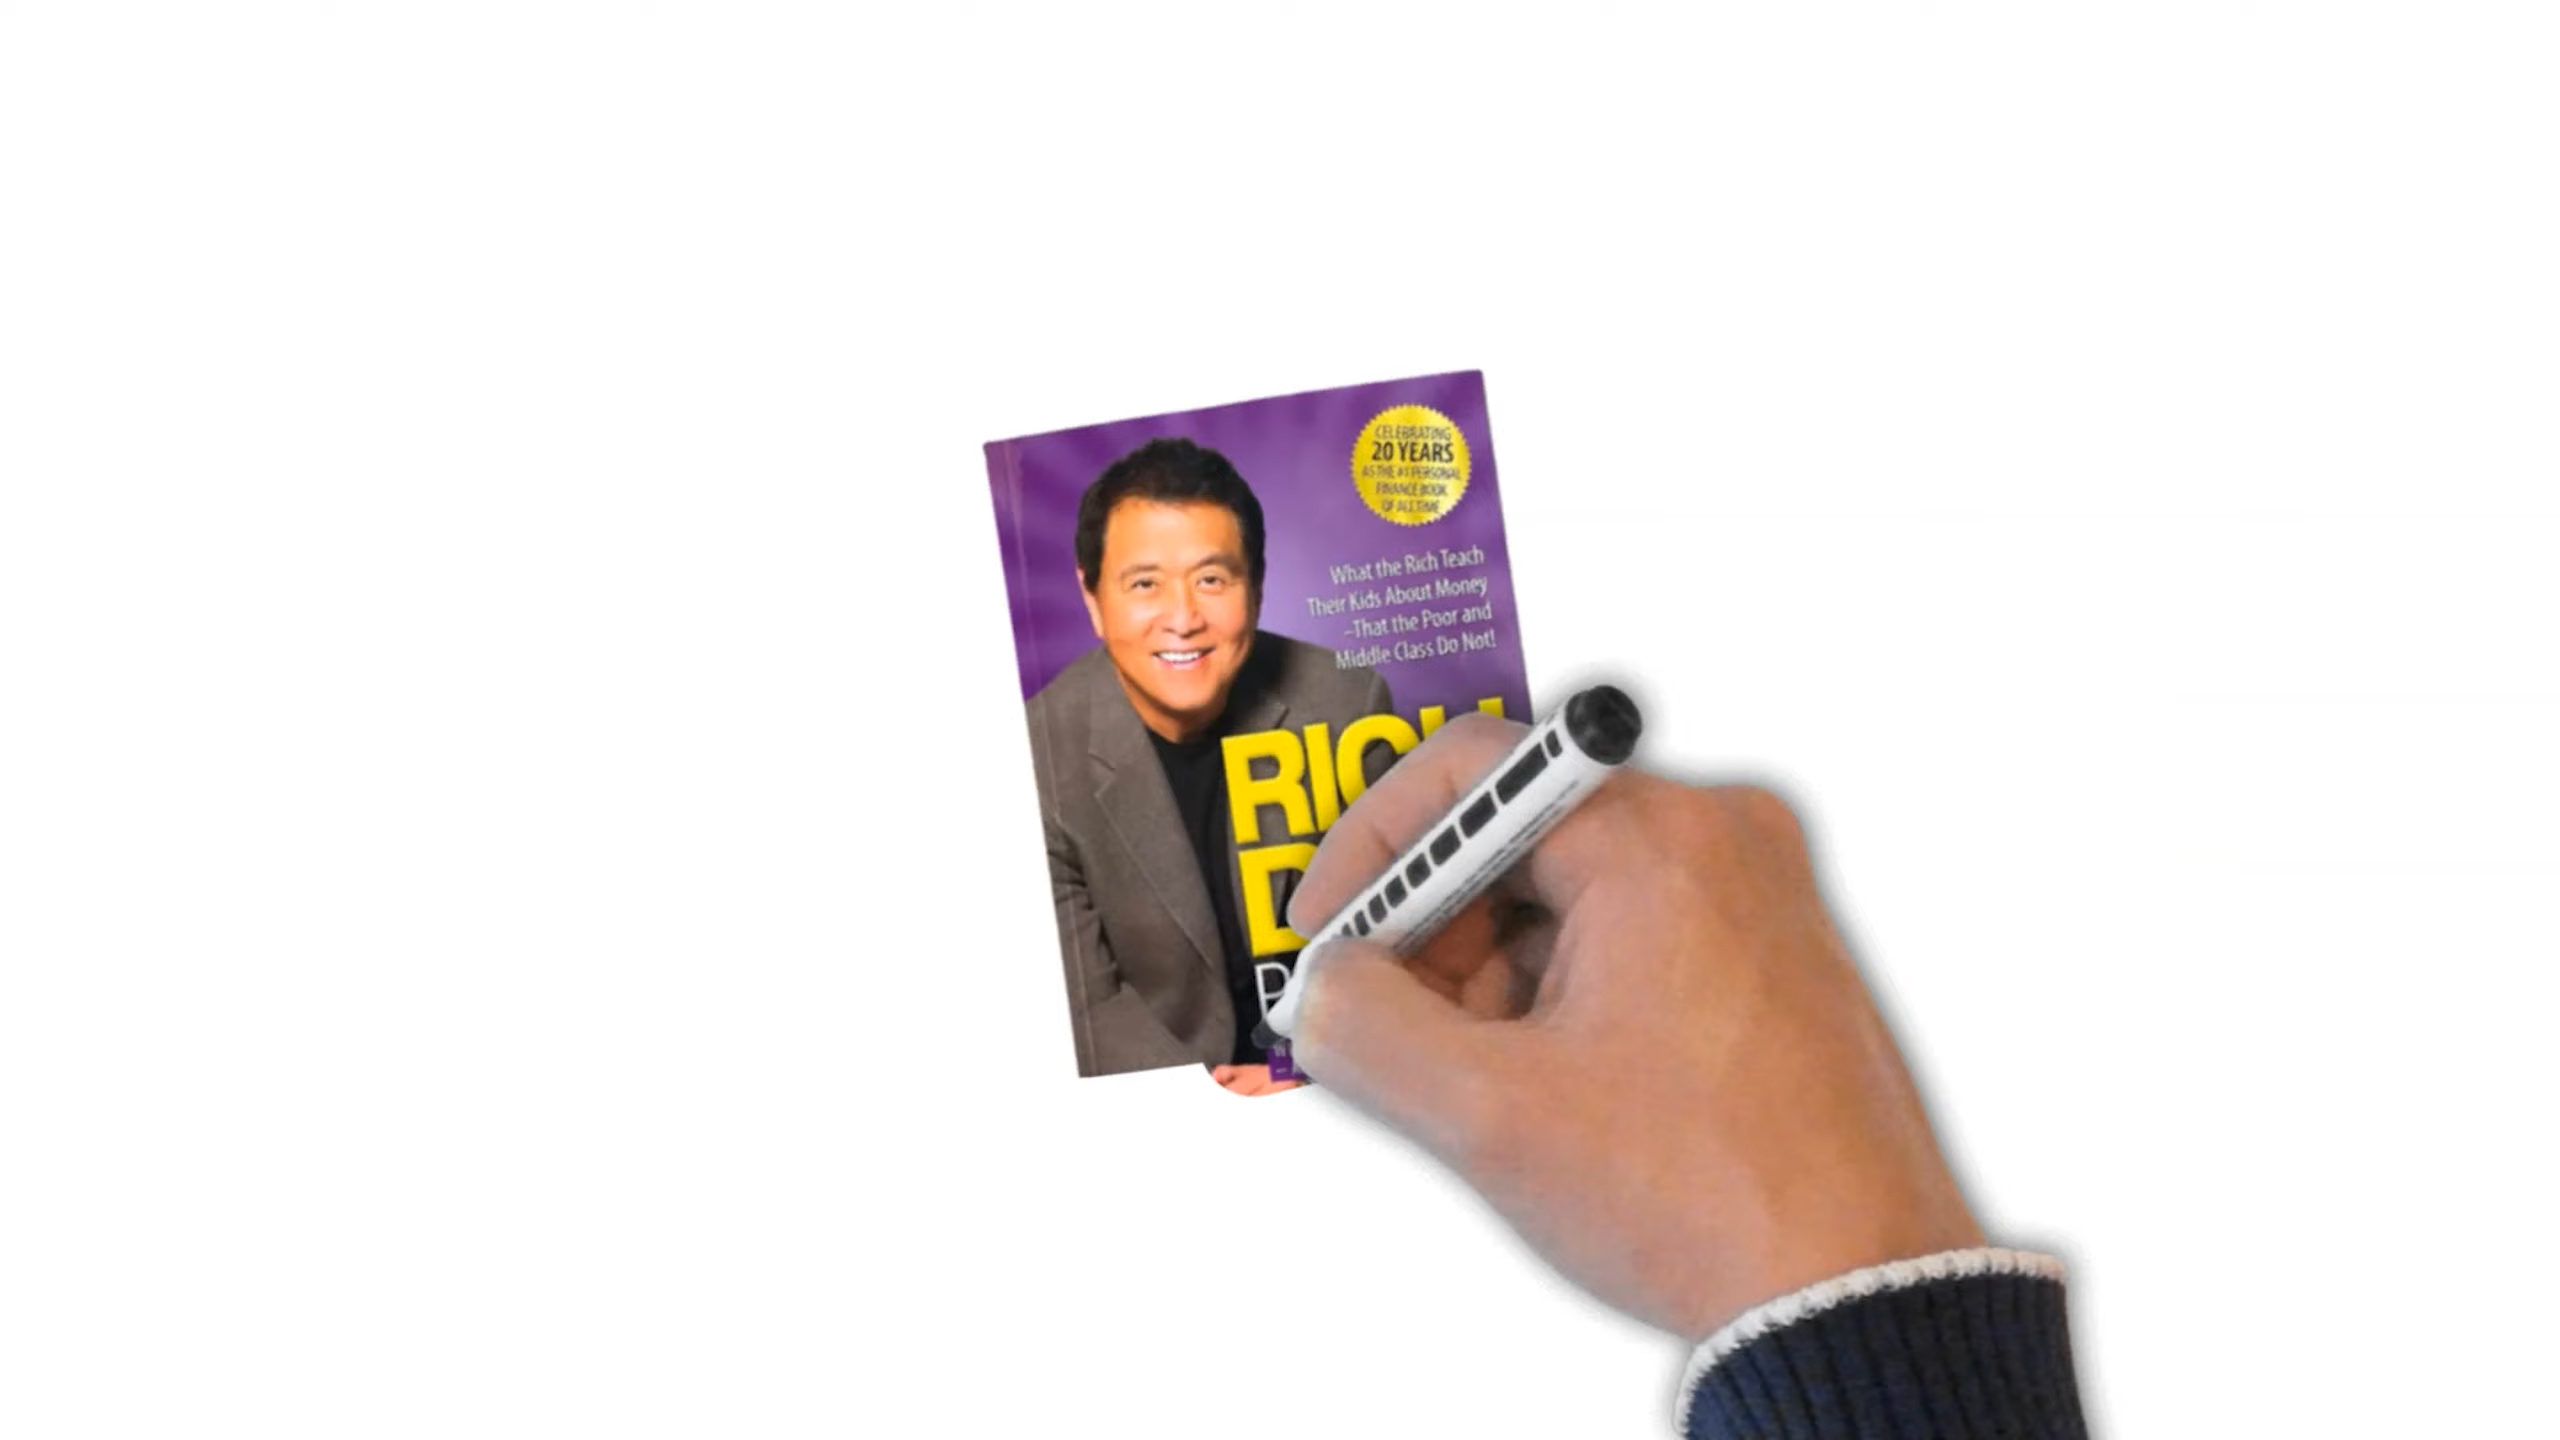 CELEBRATING
20 YEARS
AS THE #1 PERSONAL
FINANCE BOOK
OF ALL TIME
What the Rich Teach
Their Kids About Money
–That the Poor and
Middle Class Do Not!
RICH
D
P